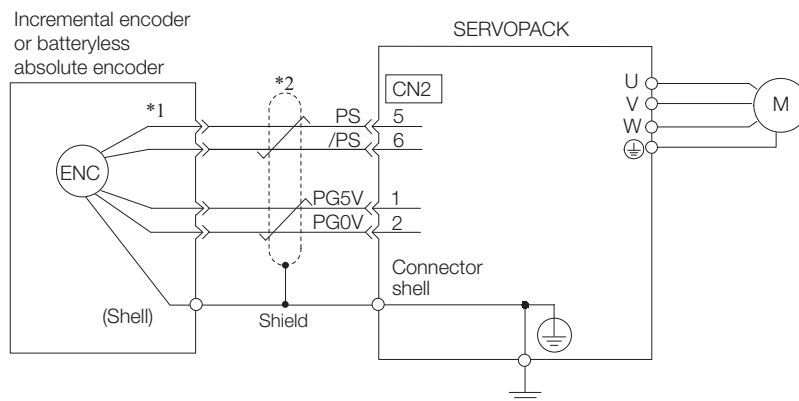 Incremental encoder
or batteryless
absolute encoder
SERVOPACK
*1
*2
CN2
ENC
PS
5
/PS
6
PG5V
1
PG0V
2
U
V
W
M
Connector
shell
(Shell)
Shield